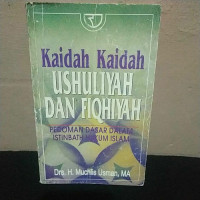 Kaidah Kaidah
USHULIYAH
DAN FIQHIYAH
PEDOMAN DASAR DALAM
ISTINBATH HUKUM ISLAM
Drs. H. Muchlis Usman, MA